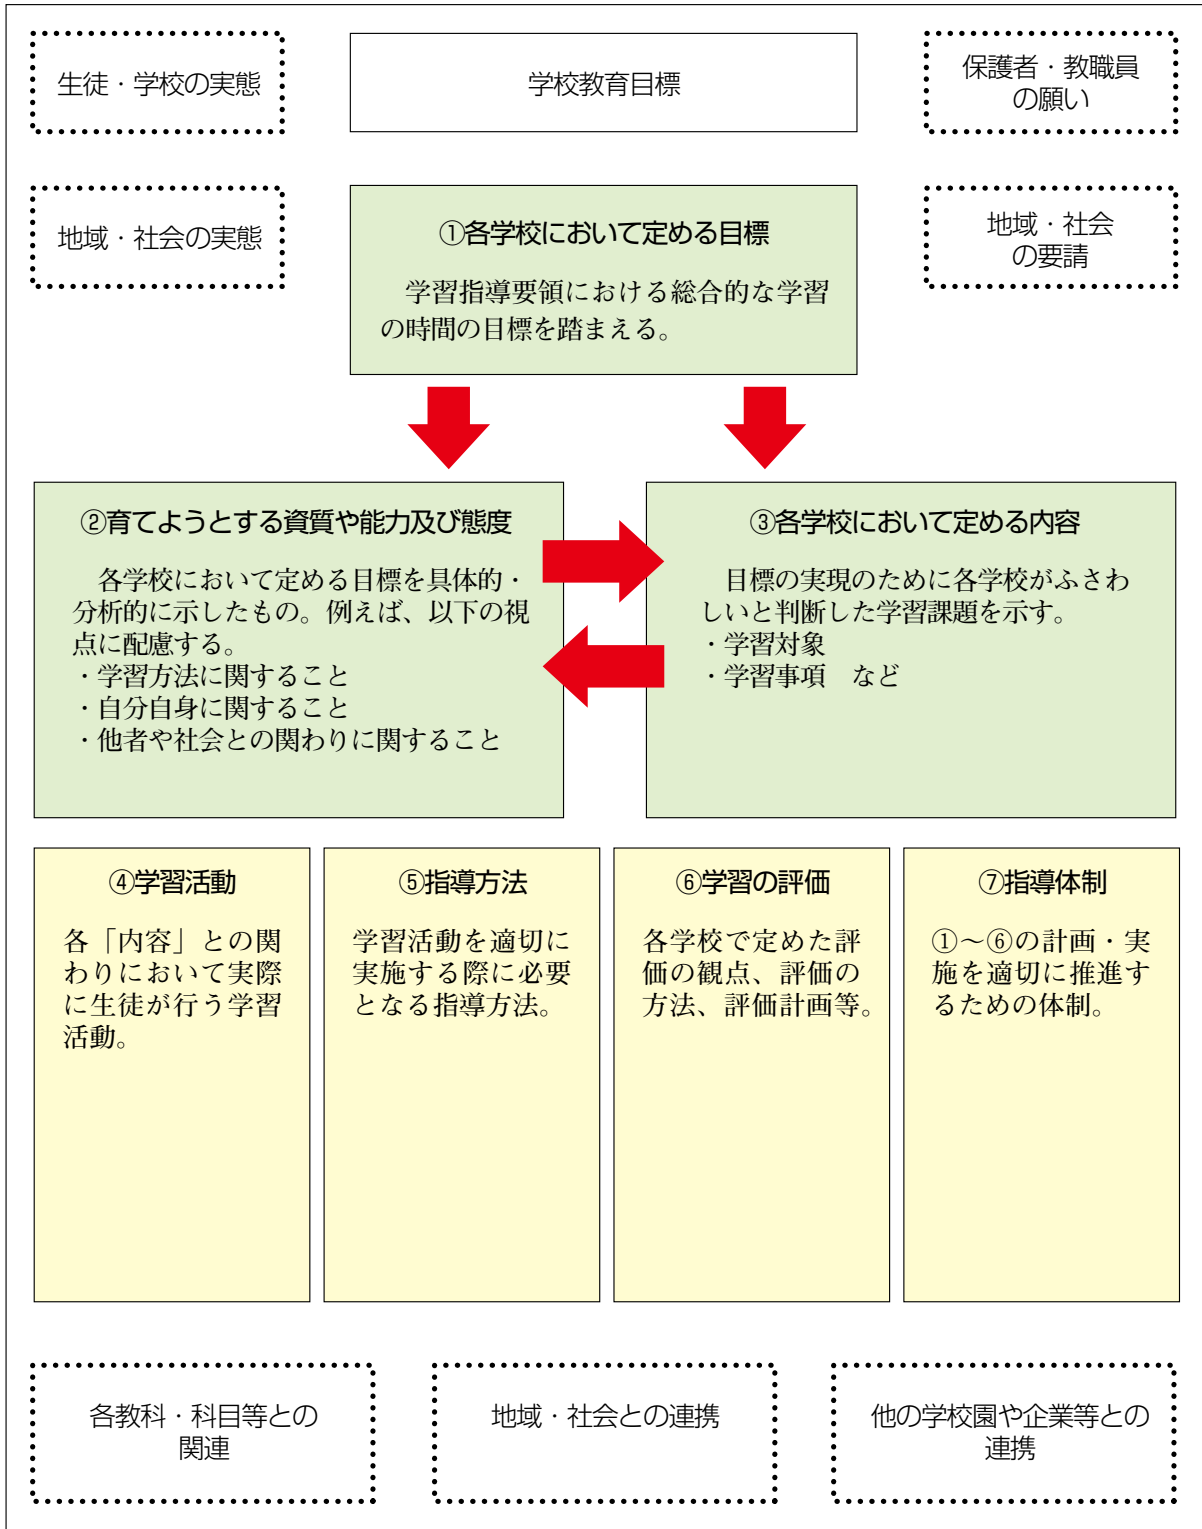 生徒・学校の実態
学校教育目標
保護者・教職員
の願い
地域・社会の実態
①各学校において定める目標
学習指導要領における総合的な学習
の時間の目標を踏まえる。
地域・社会
の要請
②育てようとする資質や能力及び態度
各学校において定める目標を具体的・
分析的に示したもの。例えば、以下の視
点に配慮する。
・学習方法に関すること
・自分自身に関すること
・他者や社会との関わりに関すること
③各学校において定める内容
目標の実現のために各学校がふさわ
しいと判断した学習課題を示す。
・学習対象
・学習事項　など
④学習活動
各「内容」との関
わりにおいて実際
に生徒が行う学習
活動。
⑤指導方法
学習活動を適切に
実施する際に必要
となる指導方法。
⑥学習の評価
各学校で定めた評
価の観点、評価の
方法、評価計画等。
⑦指導体制
①～⑥の計画・実
施を適切に推進す
るための体制。
各教科・科目等との
関連
地域・社会との連携
他の学校園や企業等との
連携